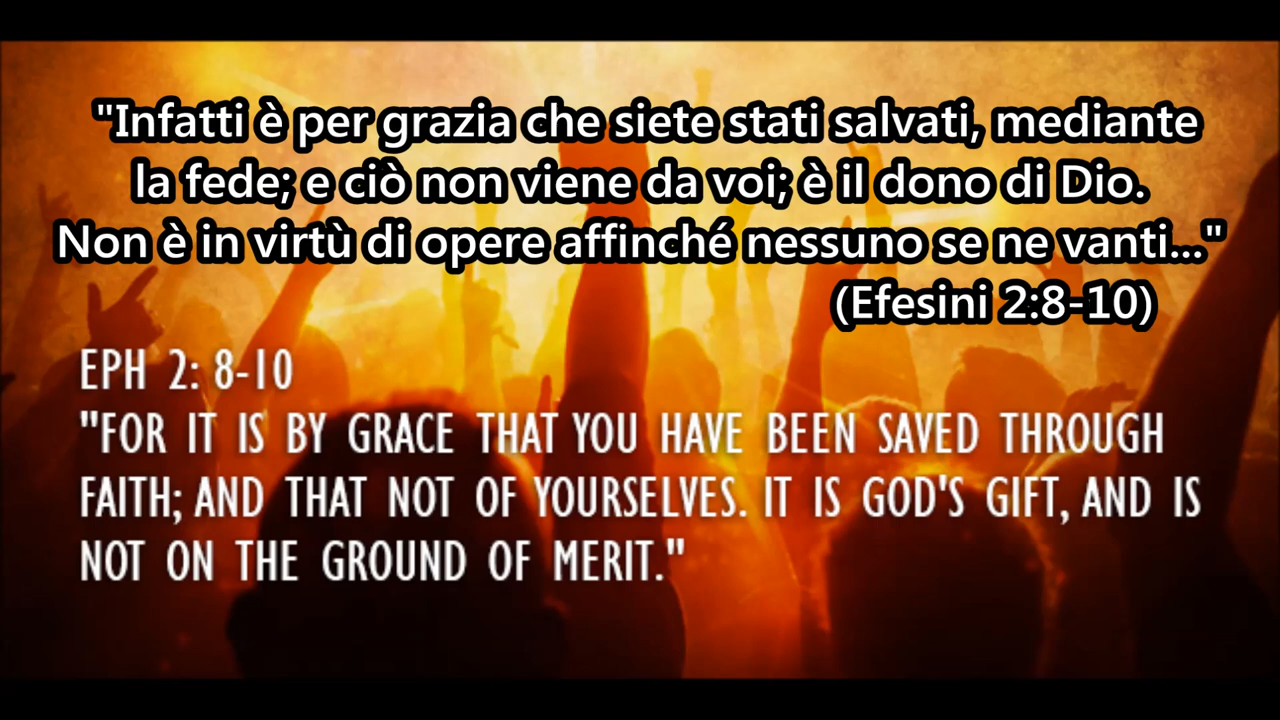 "Infatti è per grazia che siete stati salvati, mediante
la fede; e ciò non viene da voi; è il dono di Dio.
Non è in virtù di opere affinché nessuno se ne vanti..."
(Efesini 2:8-10)
EPH 2: 8-10
"FOR IT IS BY GRACE THAT YOU HAVE BEEN SAVED THROUGH
FAITH; AND THAT NOT OF YOURSELVES. IT IS GOD'S GIFT, AND IS
NOT ON THE GROUND OF MERIT."